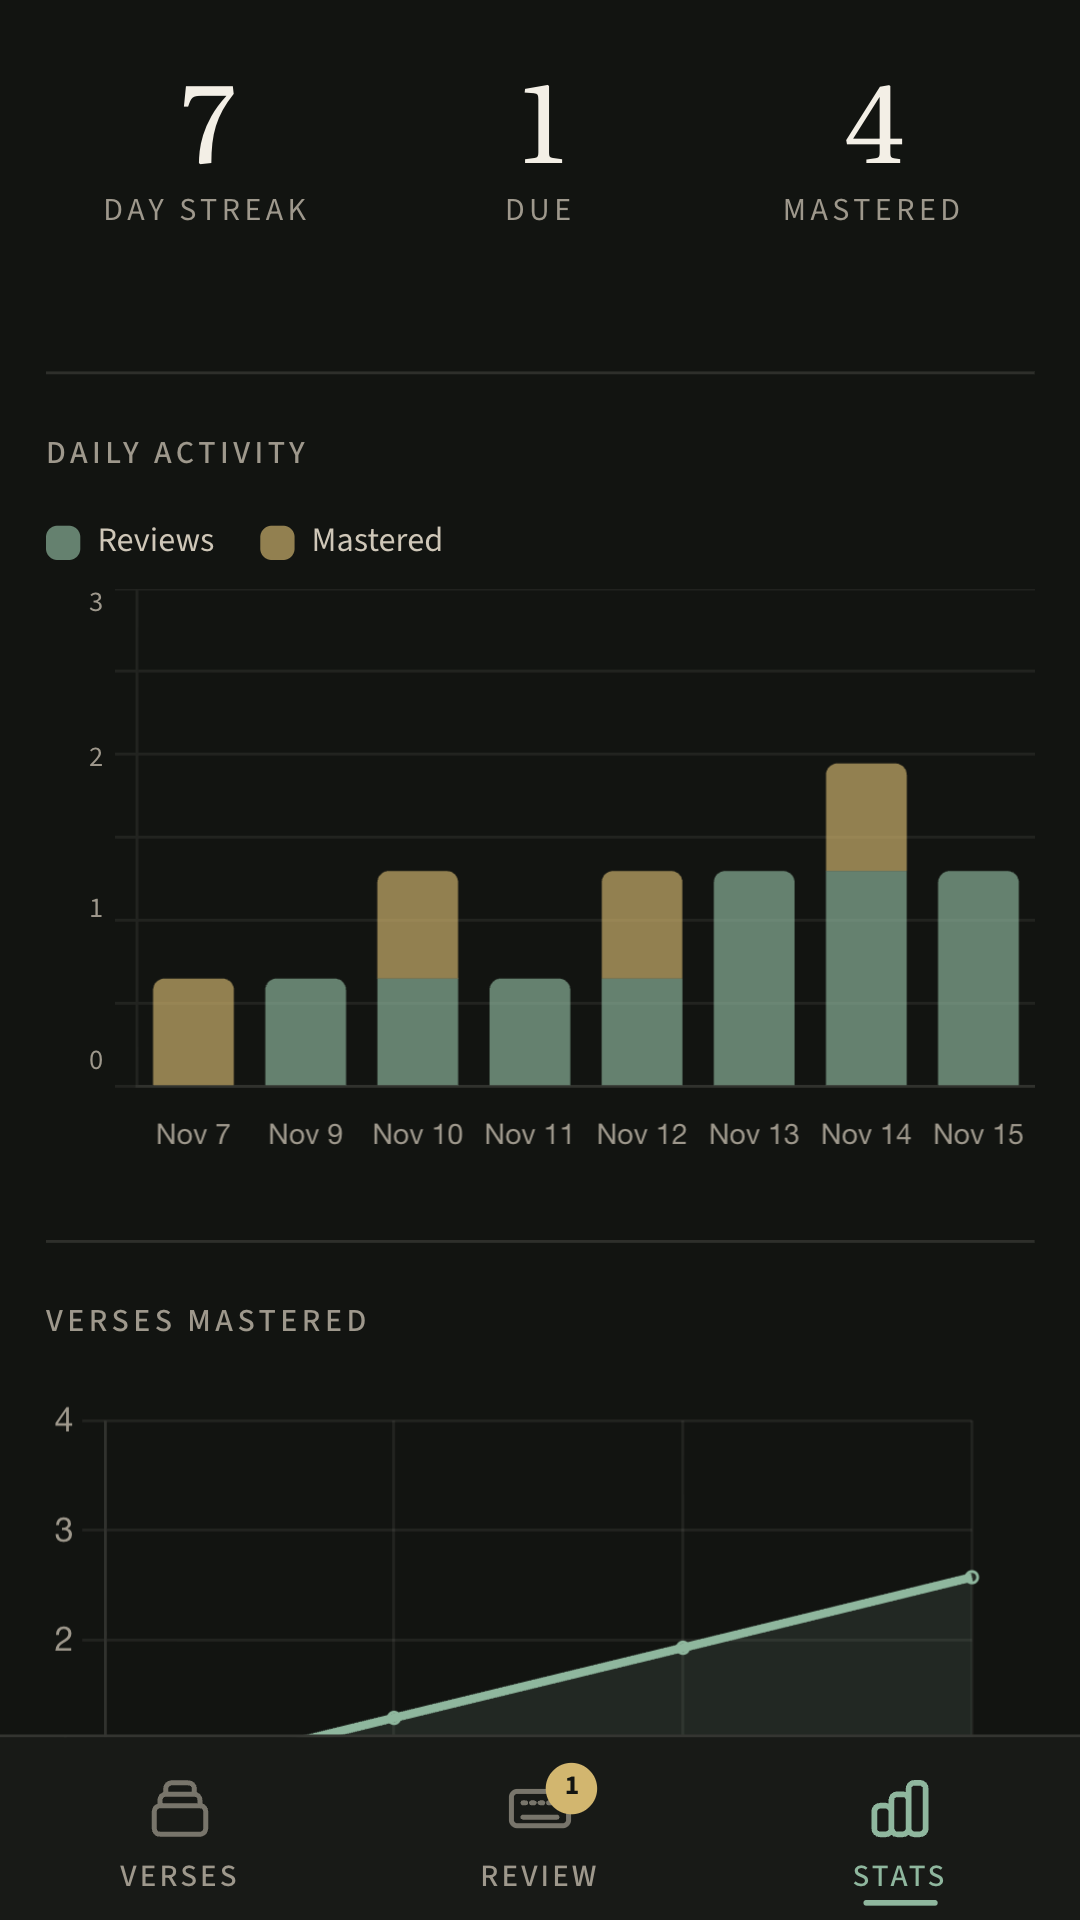 7 1 4
DAY STREAK DUE MASTERED
DAILY ACTIVITY
Reviews Mastered
3
2
1
0
Nov 7 Nov 9 Nov 10 Nov 11 Nov 12 Nov 13 Nov 14 Nov 15
VERSES MASTERED
4
3
2
1
VERSES REVIEW STATS